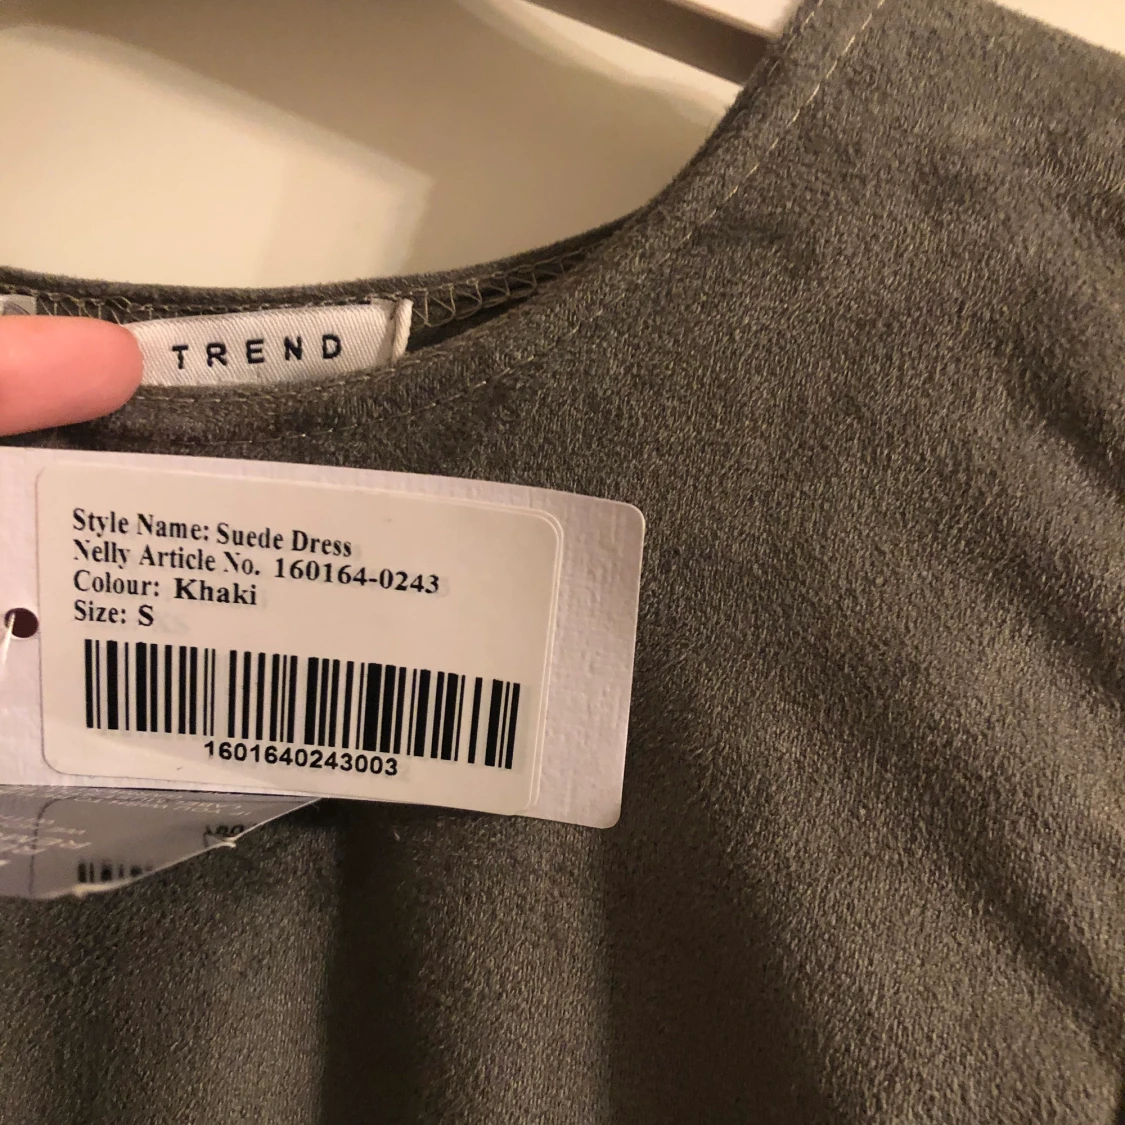 TREND
Style Name: Suede Dress
Nelly Article No. 160164-0243
Colour: Khaki
Size: S
1601640243003